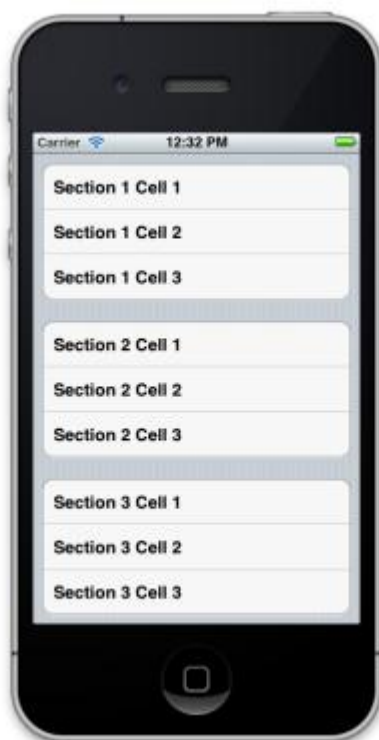 Carrier 12:32 PM
Section 1 Cell 1
Section 1 Cell 2
Section 1 Cell 3
Section 2 Cell 1
Section 2 Cell 2
Section 2 Cell 3
Section 3 Cell 1
Section 3 Cell 2
Section 3 Cell 3